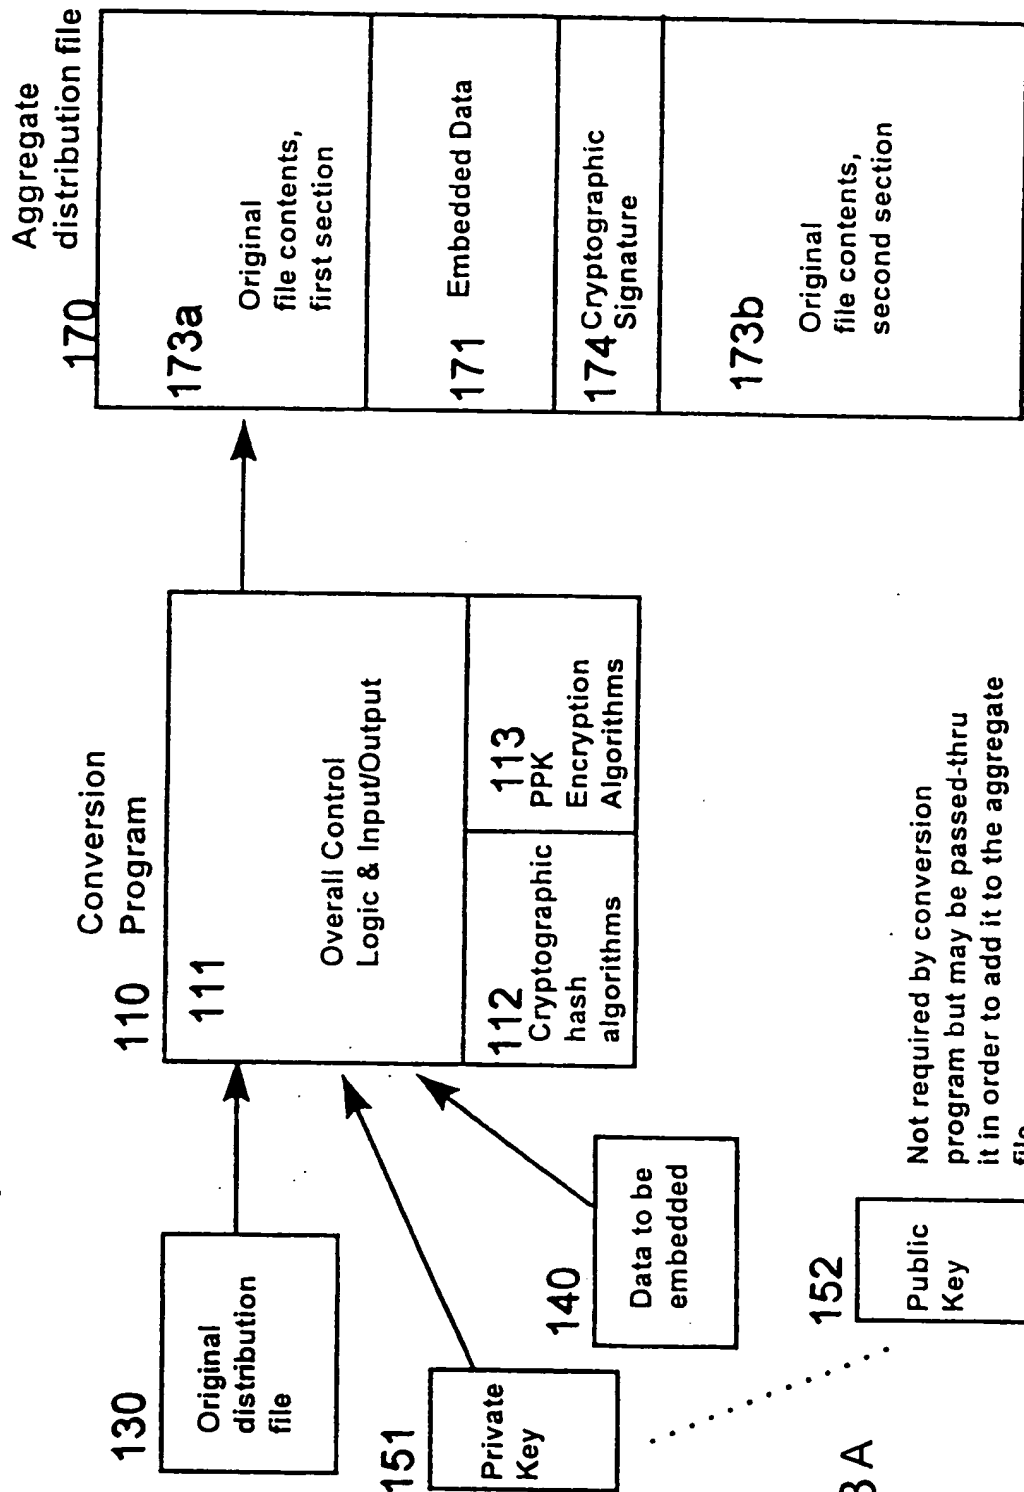 Aggregate
distribution file
170
173a
Original
file contents,
first section
171 Embedded Data
174 Cryptographic
Signature
173b
Original
file contents,
second section
Conversion
110 Program
111
Overall Control
Logic & Input/Output
112
Cryptographic
hash
algorithms
113
PPK
Encryption
Algorithms
130
Original
distribution
file
151
Private
Key
140
Data to be
embedded
152
Public
Key
Not required by conversion
program but may be passed-thru
it in order to add it to the aggregate
file